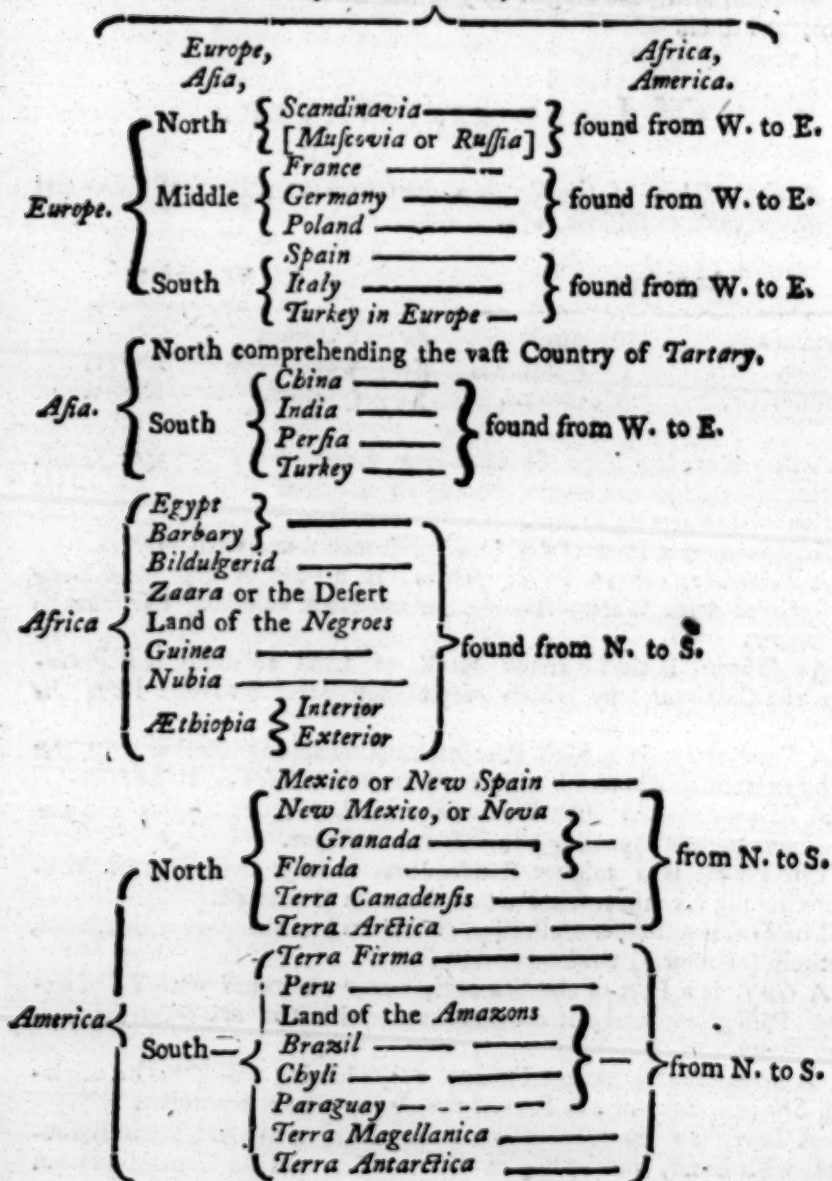 Europe, Africa,
Aſia, America.
Europe. North Scandinavia found from W. to E.
[Muſcovia or Ruſſia]
Middle France found from W. to E.
Germany
Poland
South Spain found from W. to E.
Italy
Turkey in Europe
Aſia. North comprehending the vaſt Country of Tartary.
South China found from W. to E.
India
Perſia
Turkey
Africa Egypt found from N. to S.
Barbary
Bildulgerid
Zaara or the Deſert
Land of the Negroes
Guinea
Nubia
Æthiopia Interior
Exterior
America North Mexico or New Spain from N. to S.
New Mexico, or Nova
Granada
Florida
Terra Canadenſis
Terra Arctica
South— Terra Firma from N. to S.
Peru
Land of the Amazons
Brazil
Chyli
Paraguay
Terra Magellanica
Terra Antarctica